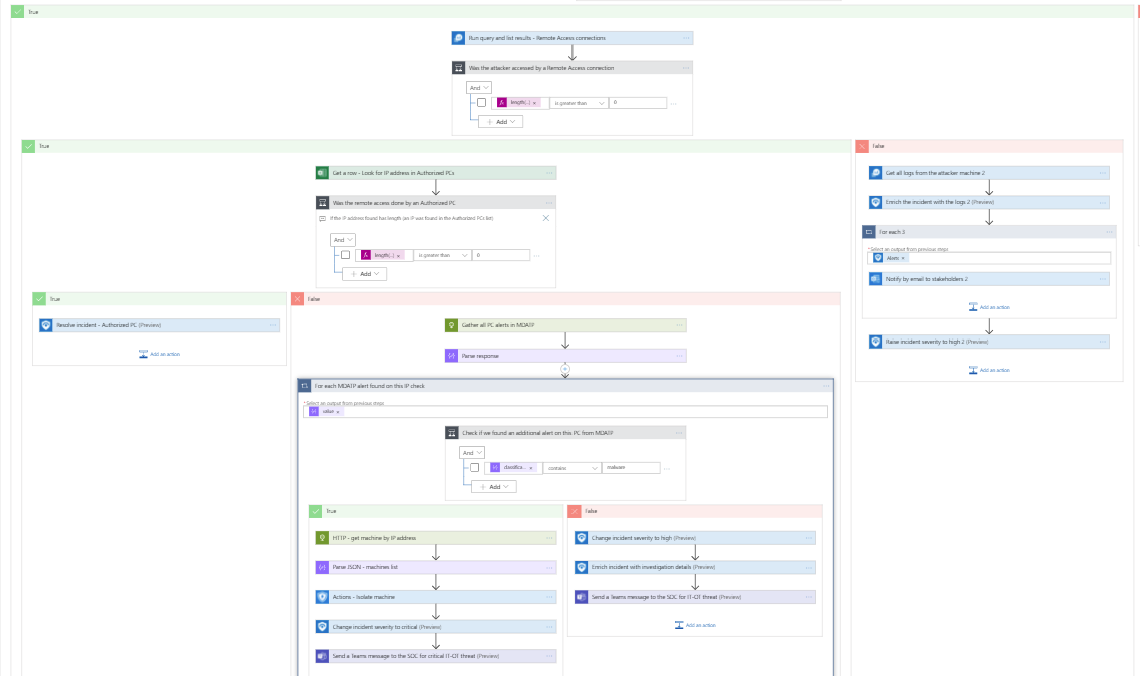 True
Run query and list results - Remote Access connections
Was the attacker accessed by a Remote Access connection
And
length(...) x
is greater than
0
Add
True
Get a row - Look for IP address in Authorized PCs
Was the remote access done by an Authorized PC
If the IP address found has length (an IP was found in the Authorized PCs list)
And
length(...) x
is greater than
0
Add
True
Resolve incident - Authorized PC (Preview)
Add an action
False
Gather all PC alerts in MDATP
Parse response
For each MDATP alert found on this IP check
*Select an output from previous steps
value x
Check if we found an additional alert on this PC from MDATP
And
classifica... x
contains
malware
Add
True
HTTP - get machine by IP address
Parse JSON - machines list
Actions - Isolate machine
Change incident severity to critical (Preview)
Send a Teams message to the SOC for critical IT-OT threat (Preview)
False
Change incident severity to high (Preview)
Enrich incident with investigation details (Preview)
Send a Teams message to the SOC for IT-OT threat (Preview)
Add an action
False
Get all logs from the attacker machine 2
Enrich the incident with the logs 2 (Preview)
For each 3
*Select an output from previous steps
Alerts x
Notify by email to stakeholders 2
Add an action
Raise incident severity to high 2 (Preview)
Add an action